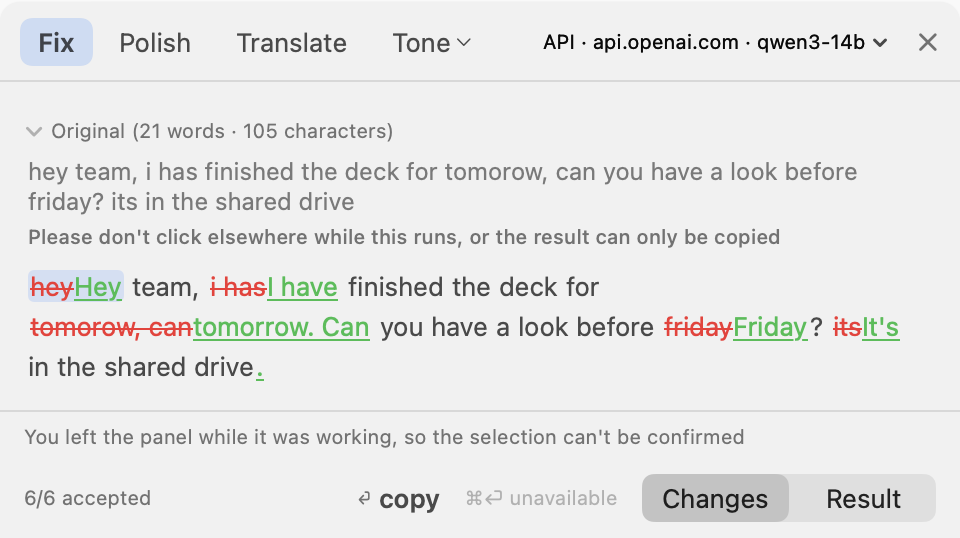 Fix Polish Translate Tone API · api.openai.com · qwen3-14b
Original (21 words · 105 characters)
hey team, i has finished the deck for tomorow, can you have a look before
friday? its in the shared drive
Please don't click elsewhere while this runs, or the result can only be copied
heyHey team, i hasI have finished the deck for
tomorow, cantomorrow. Can you have a look before fridayFriday? itsIt's
in the shared drive.
You left the panel while it was working, so the selection can't be confirmed
6/6 accepted ⏎ copy ⌘⏎ unavailable Changes Result